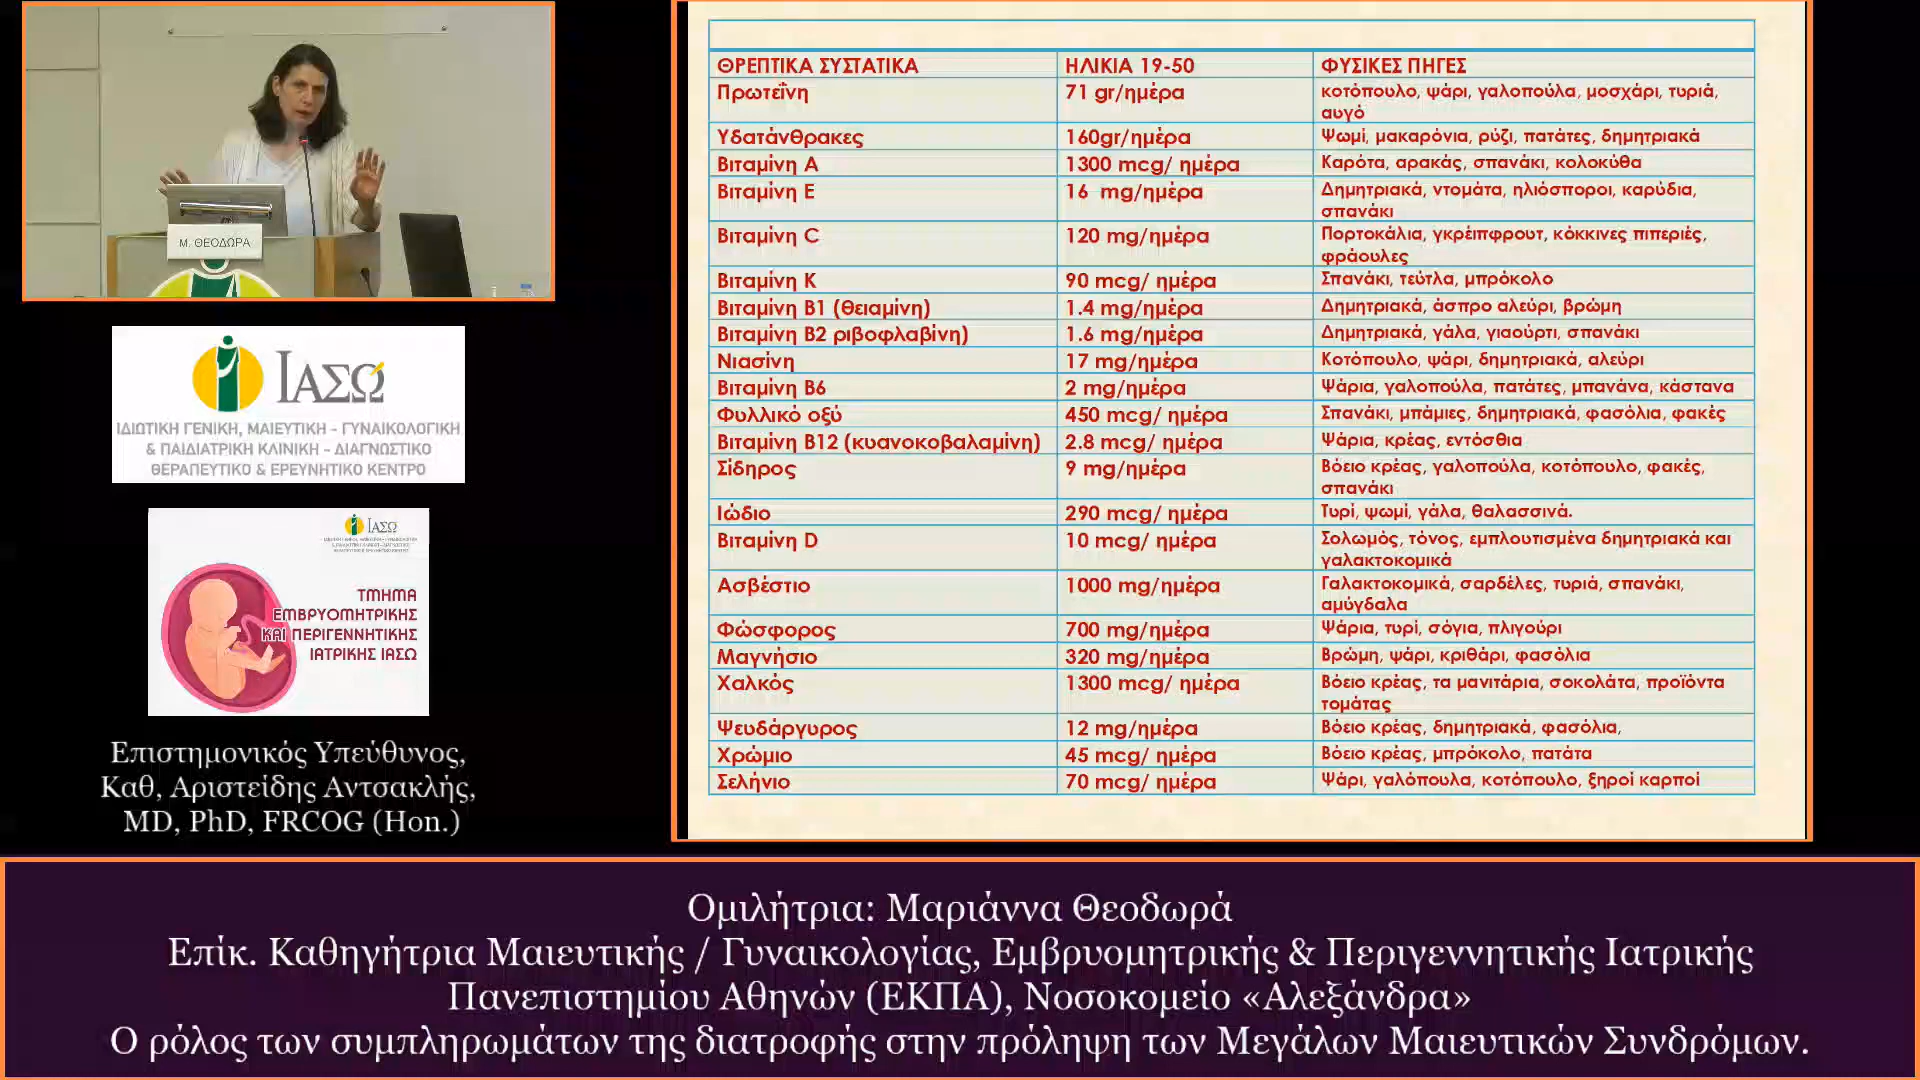 Μ. ΘΕΟΔΩΡΑ
ΙΑΣΩ
ΙΔΙΩΤΙΚΗ ΓΕΝΙΚΗ, ΜΑΙΕΥΤΙΚΗ - ΓΥΝΑΙΚΟΛΟΓΙΚΗ
& ΠΑΙΔΙΑΤΡΙΚΗ ΚΛΙΝΙΚΗ - ΔΙΑΓΝΩΣΤΙΚΟ
ΘΕΡΑΠΕΥΤΙΚΟ & ΕΡΕΥΝΗΤΙΚΟ ΚΕΝΤΡΟ
ΙΑΣΩ
ΤΜΗΜΑ
ΕΜΒΡΥΟΜΗΤΡΙΚΗΣ
ΚΑΙ ΠΕΡΙΓΕΝΝΗΤΙΚΗΣ
ΙΑΤΡΙΚΗΣ ΙΑΣΩ
Επιστημονικός Υπεύθυνος,
Καθ, Αριστείδης Αντσακλής,
MD, PhD, FRCOG (Hon.)
ΘΡΕΠΤΙΚΑ ΣΥΣΤΑΤΙΚΑ ΗΛΙΚΙΑ 19-50 ΦΥΣΙΚΕΣ ΠΗΓΕΣ
Πρωτεΐνη 71 gr/ημέρα κοτόπουλο, ψάρι, γαλοπούλα, μοσχάρι, τυριά,
αυγό
Υδατάνθρακες 160gr/ημέρα Ψωμί, μακαρόνια, ρύζι, πατάτες, δημητριακά
Βιταμίνη Α 1300 mcg/ ημέρα Καρότα, αρακάς, σπανάκι, κολοκύθα
Βιταμίνη Ε 16 mg/ημέρα Δημητριακά, ντομάτα, ηλιόσποροι, καρύδια,
σπανάκι
Βιταμίνη C 120 mg/ημέρα Πορτοκάλια, γκρέιπφρουτ, κόκκινες πιπεριές,
φράουλες
Βιταμίνη Κ 90 mcg/ ημέρα Σπανάκι, τεύτλα, μπρόκολο
Βιταμίνη Β1 (θειαμίνη) 1.4 mg/ημέρα Δημητριακά, άσπρο αλεύρι, βρώμη
Βιταμίνη Β2 ριβοφλαβίνη) 1.6 mg/ημέρα Δημητριακά, γάλα, γιαούρτι, σπανάκι
Νιασίνη 17 mg/ημέρα Κοτόπουλο, ψάρι, δημητριακά, αλεύρι
Βιταμίνη Β6 2 mg/ημέρα Ψάρια, γαλοπούλα, πατάτες, μπανάνα, κάστανα
Φυλλικό οξύ 450 mcg/ ημέρα Σπανάκι, μπάμιες, δημητριακά, φασόλια, φακές
Βιταμίνη Β12 (κυανοκοβαλαμίνη) 2.8 mcg/ ημέρα Ψάρια, κρέας, εντόσθια
Σίδηρος 9 mg/ημέρα Βόειο κρέας, γαλοπούλα, κοτόπουλο, φακές,
σπανάκι
Ιώδιο 290 mcg/ ημέρα Τυρί, ψωμί, γάλα, θαλασσινά.
Βιταμίνη D 10 mcg/ ημέρα Σολωμός, τόνος, εμπλουτισμένα δημητριακά και
γαλακτοκομικά
Ασβέστιο 1000 mg/ημέρα Γαλακτοκομικά, σαρδέλες, τυριά, σπανάκι,
αμύγδαλα
Φώσφορος 700 mg/ημέρα Ψάρια, τυρί, σόγια, πλιγούρι
Μαγνήσιο 320 mg/ημέρα Βρώμη, ψάρι, κριθάρι, φασόλια
Χαλκός 1300 mcg/ ημέρα Βόειο κρέας, τα μανιτάρια, σοκολάτα, προϊόντα
τομάτας
Ψευδάργυρος 12 mg/ημέρα Βόειο κρέας, δημητριακά, φασόλια,
Χρώμιο 45 mcg/ ημέρα Βόειο κρέας, μπρόκολο, πατάτα
Σελήνιο 70 mcg/ ημέρα Ψάρι, γαλόπουλα, κοτόπουλο, ξηροί καρποί
Ομιλήτρια: Μαριάννα Θεοδωρά
Επίκ. Καθηγήτρια Μαιευτικής / Γυναικολογίας, Εμβρυομητρικής & Περιγεννητικής Ιατρικής
Πανεπιστημίου Αθηνών (ΕΚΠΑ), Νοσοκομείο «Αλεξάνδρα»
Ο ρόλος των συμπληρωμάτων της διατροφής στην πρόληψη των Μεγάλων Μαιευτικών Συνδρόμων.